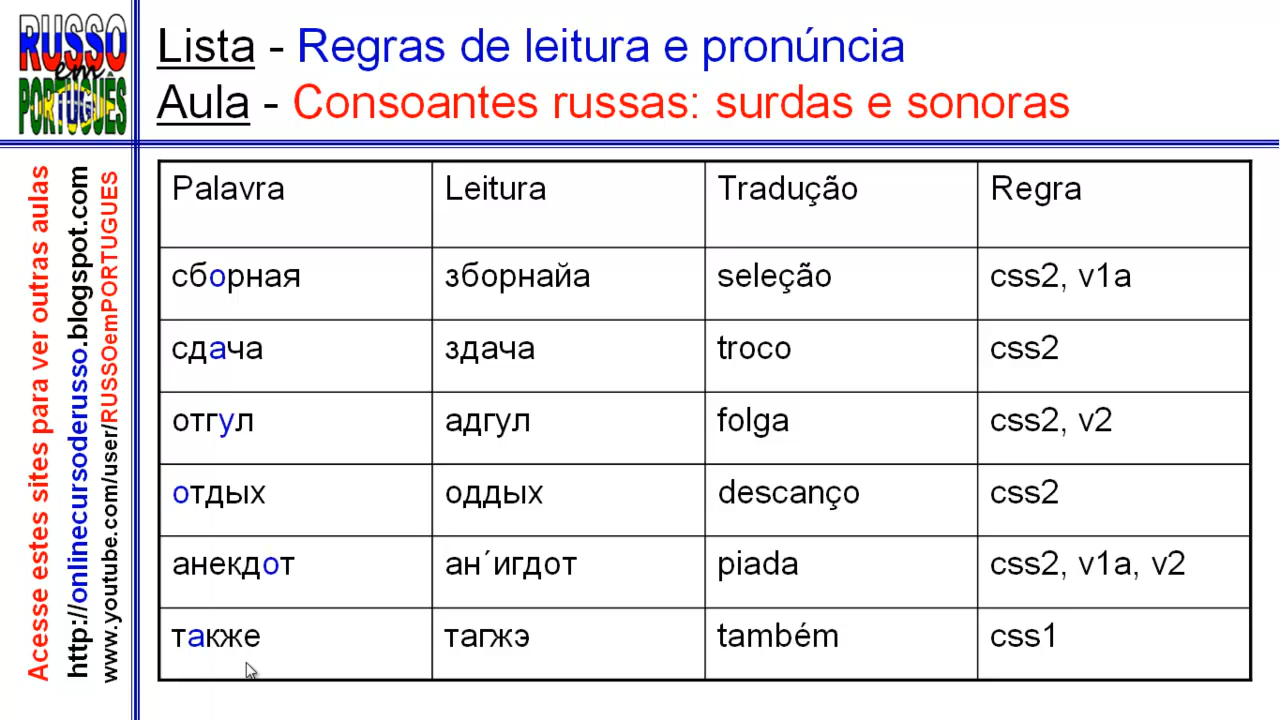 RUSSO
em
PORTUGUÊS
Lista - Regras de leitura e pronúncia
Aula - Consoantes russas: surdas e sonoras
Acesse estes sites para ver outras aulas
http://onlinecursoderusso.blogspot.com
www.youtube.com/user/RUSSOemPORTUGUES
Palavra Leitura Tradução Regra
сборная зборнайа seleção css2, v1a
сдача здача troco css2
отгул адгул folga css2, v2
отдых оддых descanço css2
анекдот ан´игдот piada css2, v1a, v2
также тагжэ também css1